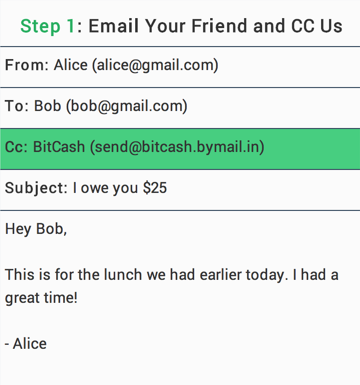 Step 1: Email Your Friend and CC Us
From: Alice (alice@gmail.com)
To: Bob (bob@gmail.com)
Cc: BitCash (send@bitcash.bymail.in)
Subject: I owe you $25
Hey Bob,
This is for the lunch we had earlier today. I had a
great time!
- Alice